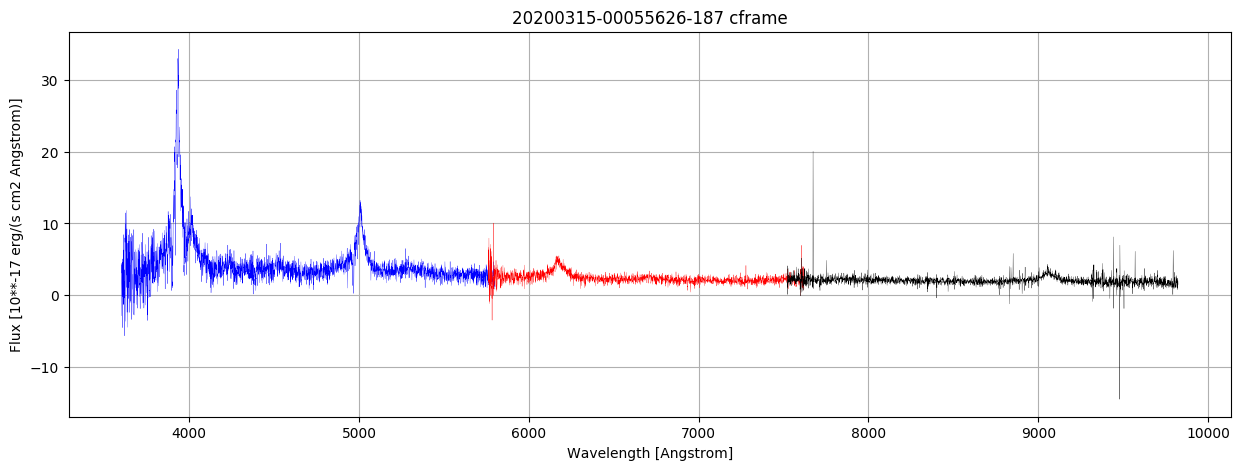 20200315-00055626-187 cframe
Flux [10**-17 erg/(s cm2 Angstrom)]
30
20
10
0
−10
4000 5000 6000 7000 8000 9000 10000
Wavelength [Angstrom]